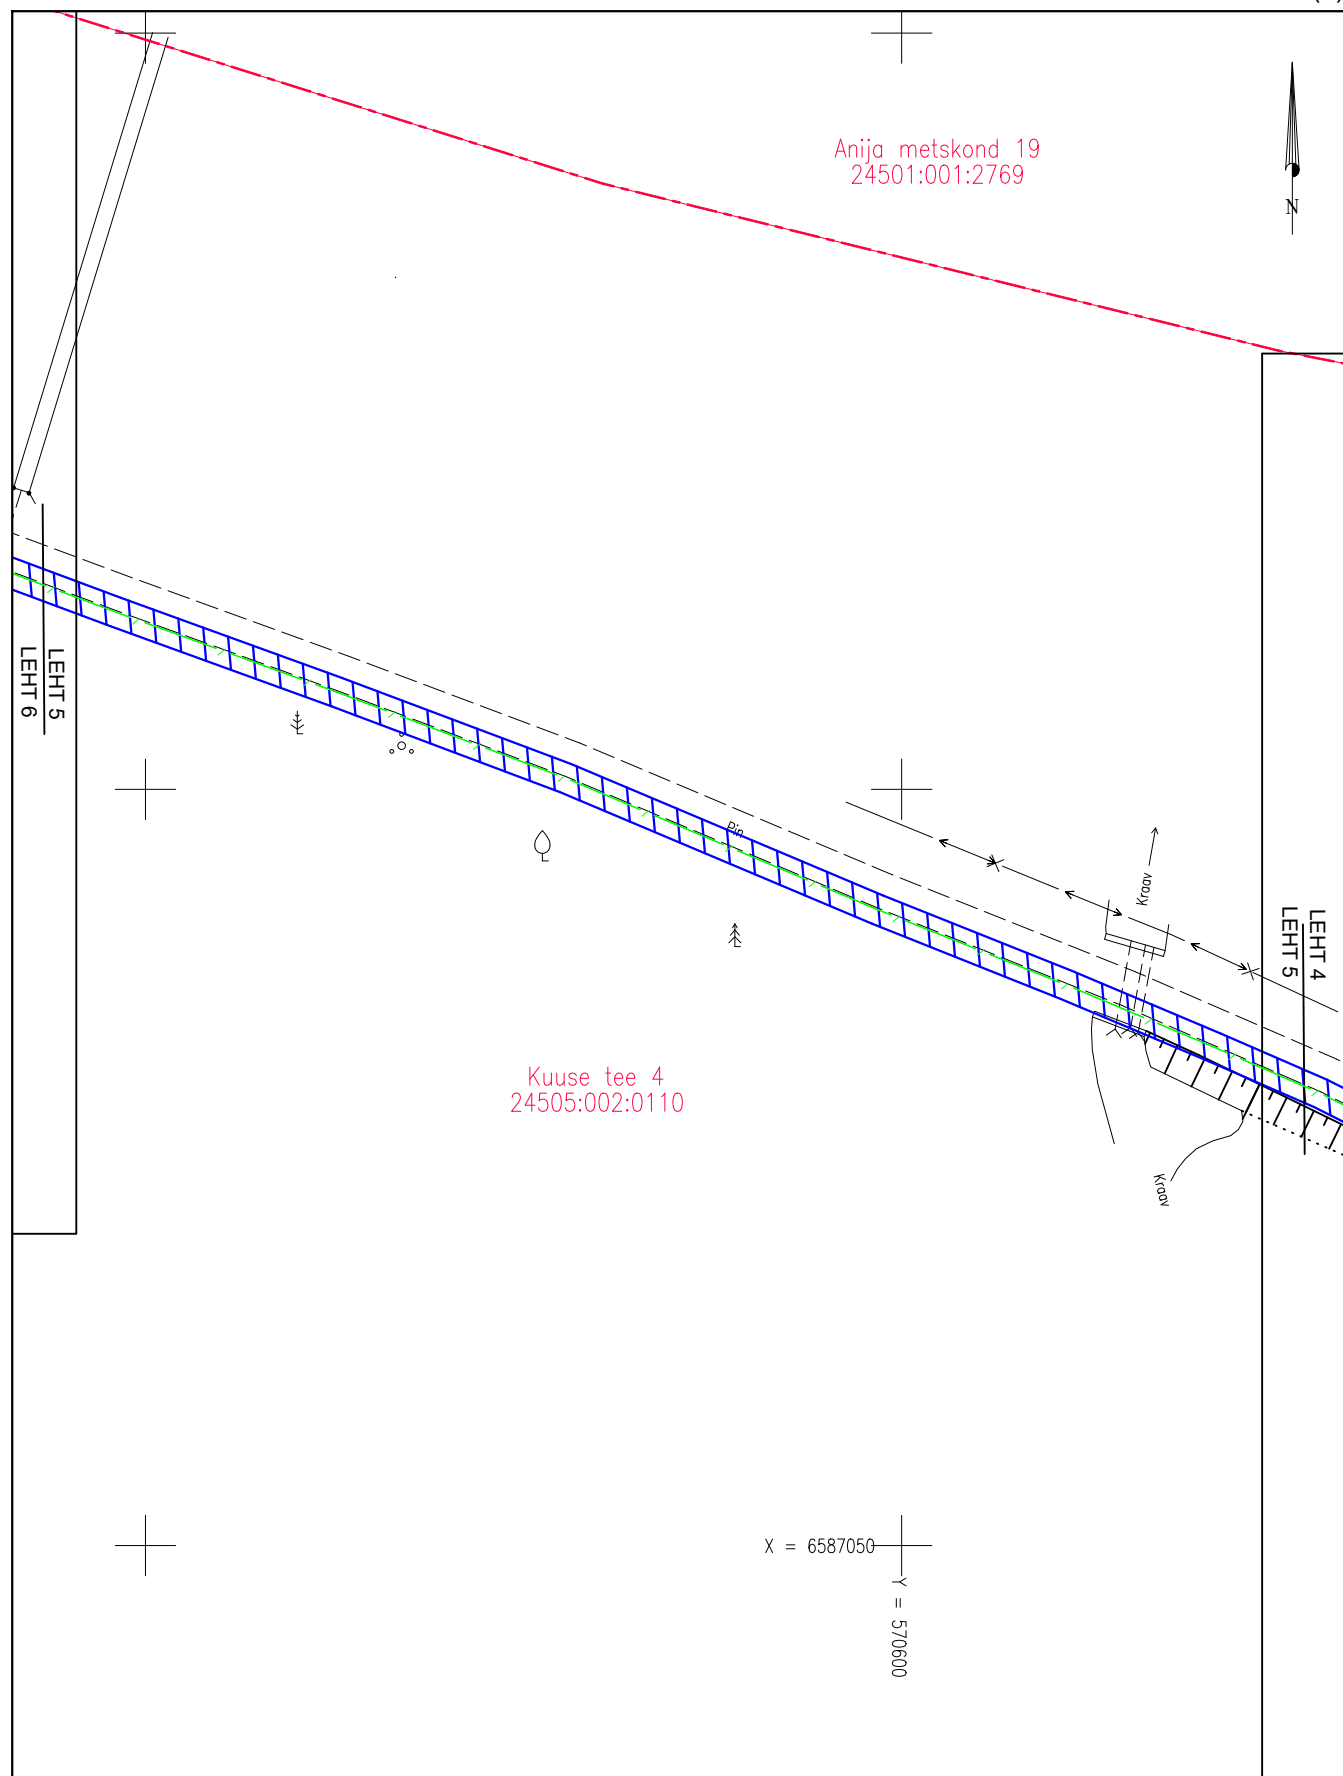 Anija metskond 19
24501:001:2769
N
LEHT 5
LEHT 6
Pin
Kraav
LEHT 4
LEHT 5
Kuuse tee 4
24505:002:0110
Kraav
X = 6587050
Y = 570600